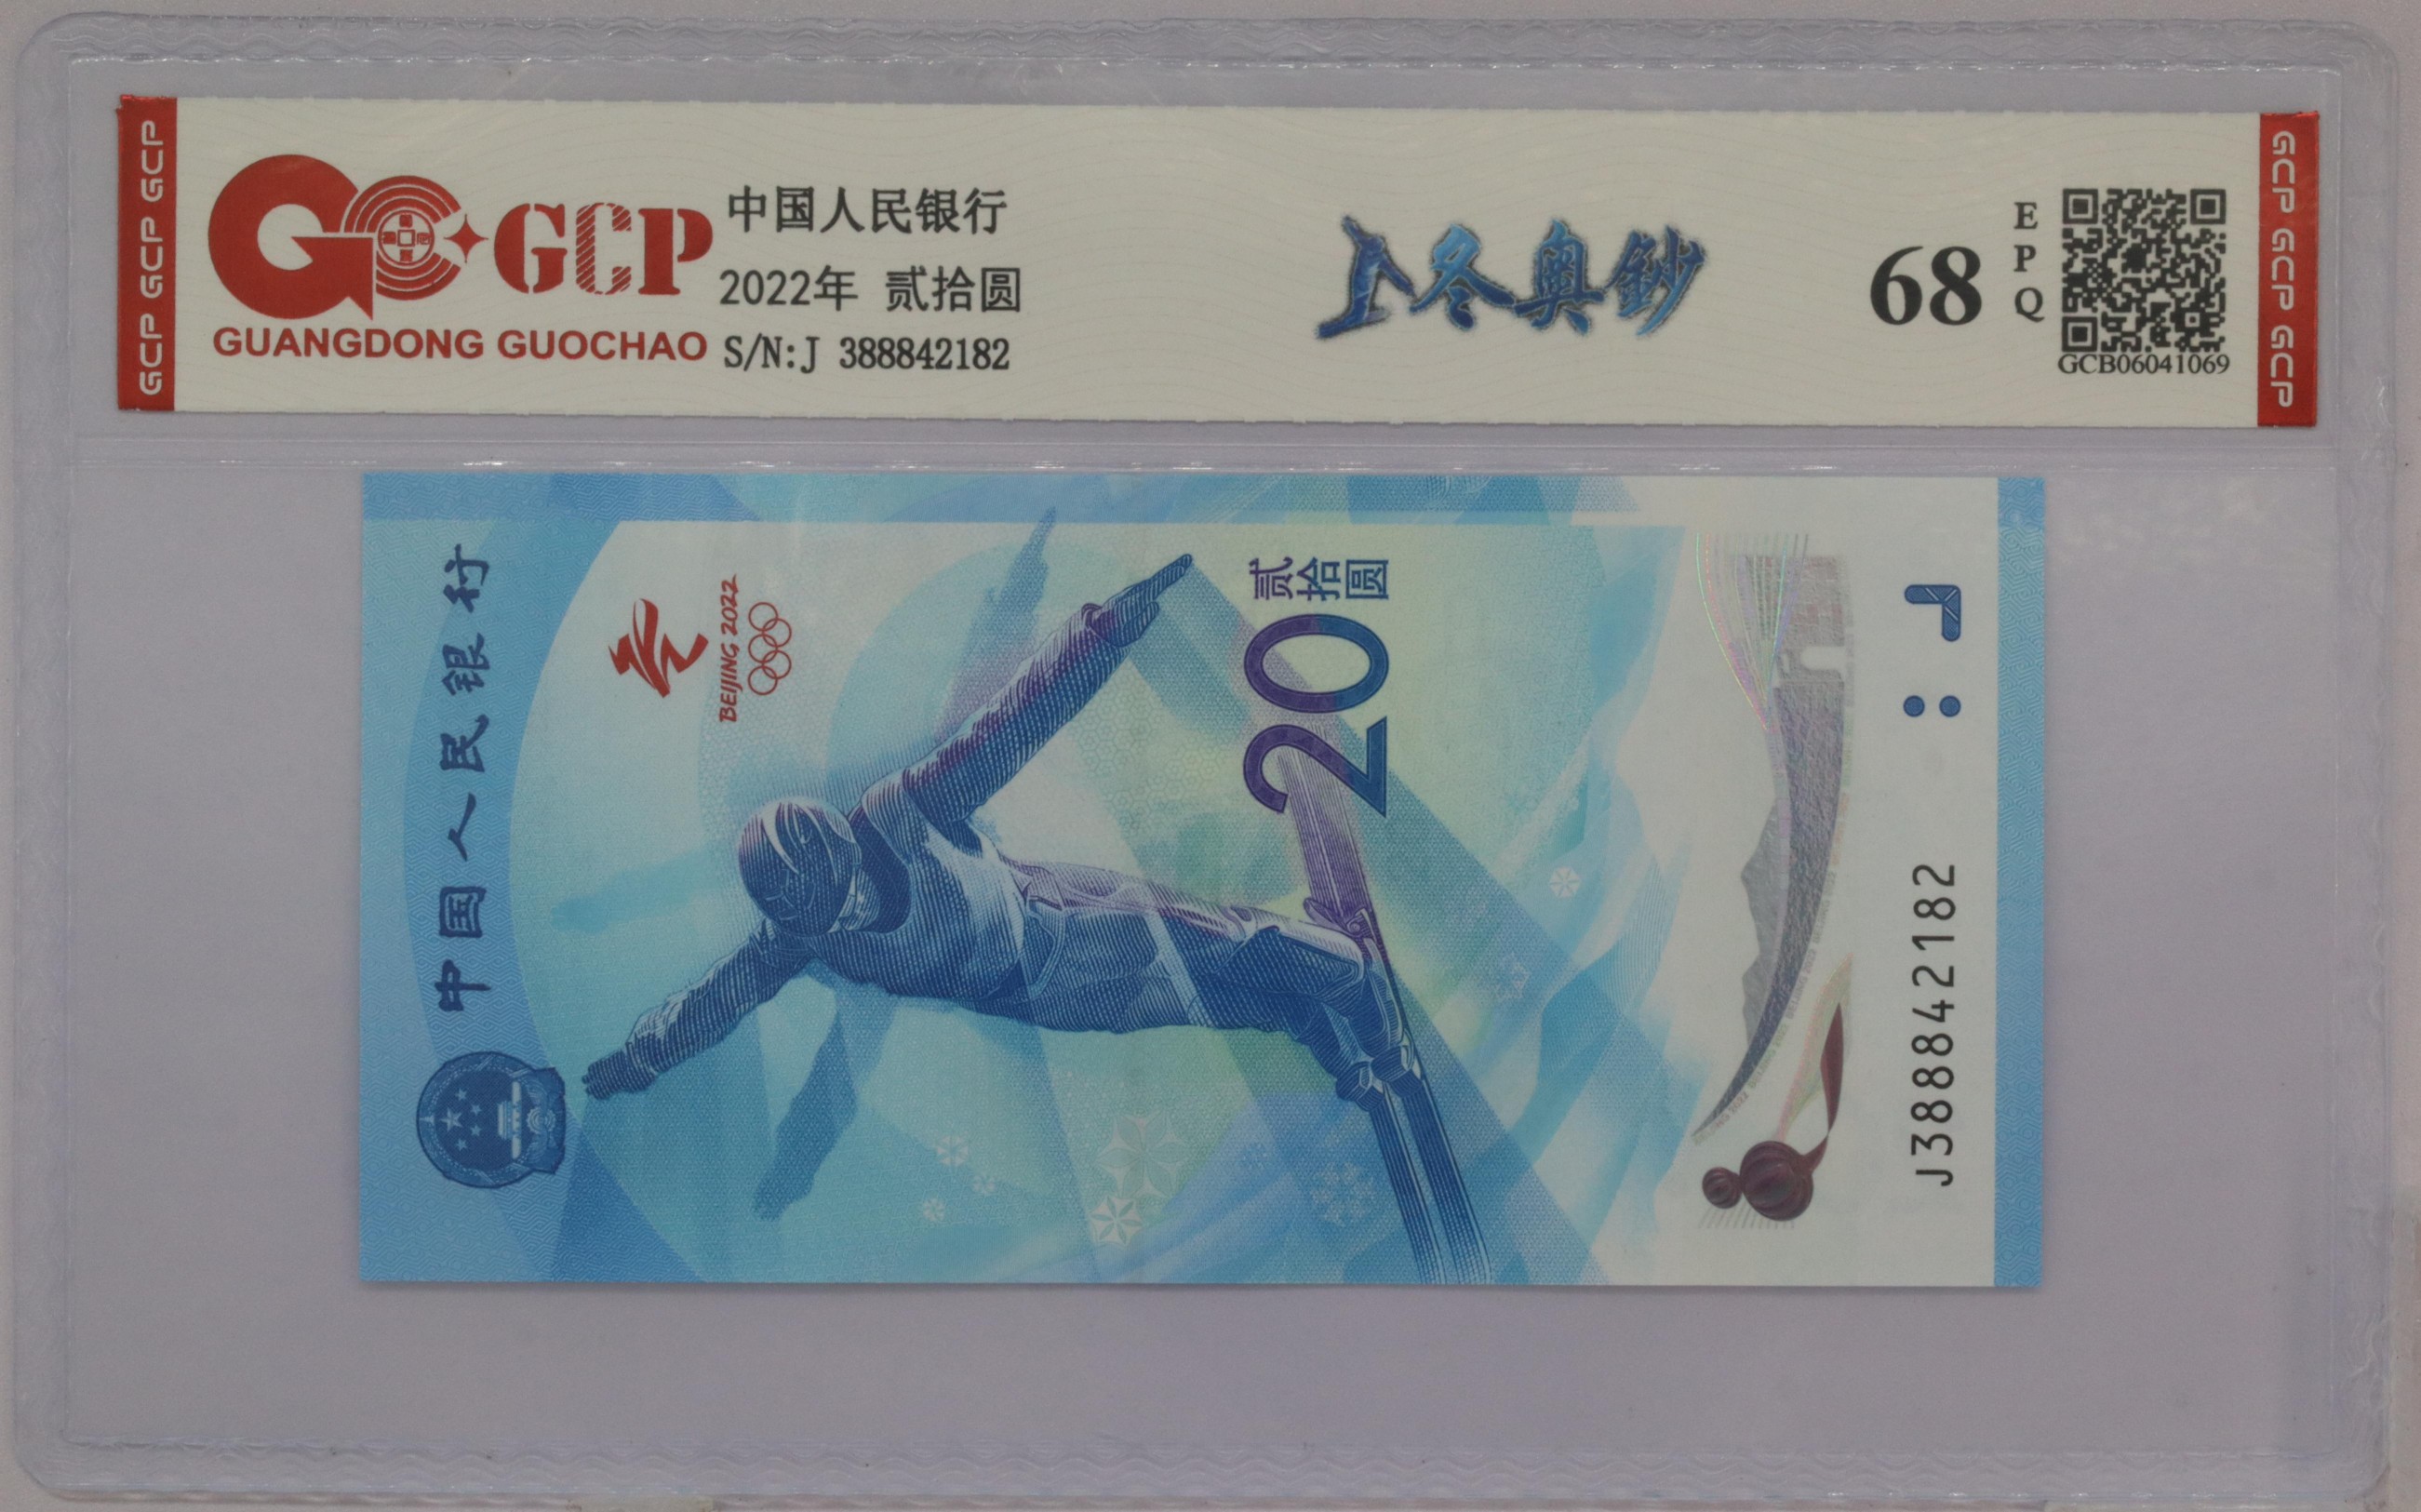 GCP GCP GCP GCP
GCP
GUANGDONG GUOCHAO
中国人民银行
2022年 贰拾圆
S/N:J 388842182
冬奥鈔
68
EPQ
GCB06041069
GCP GCP GCP GCP
中国人民银行
BEIJING 2022
贰拾圆
20
J388842182